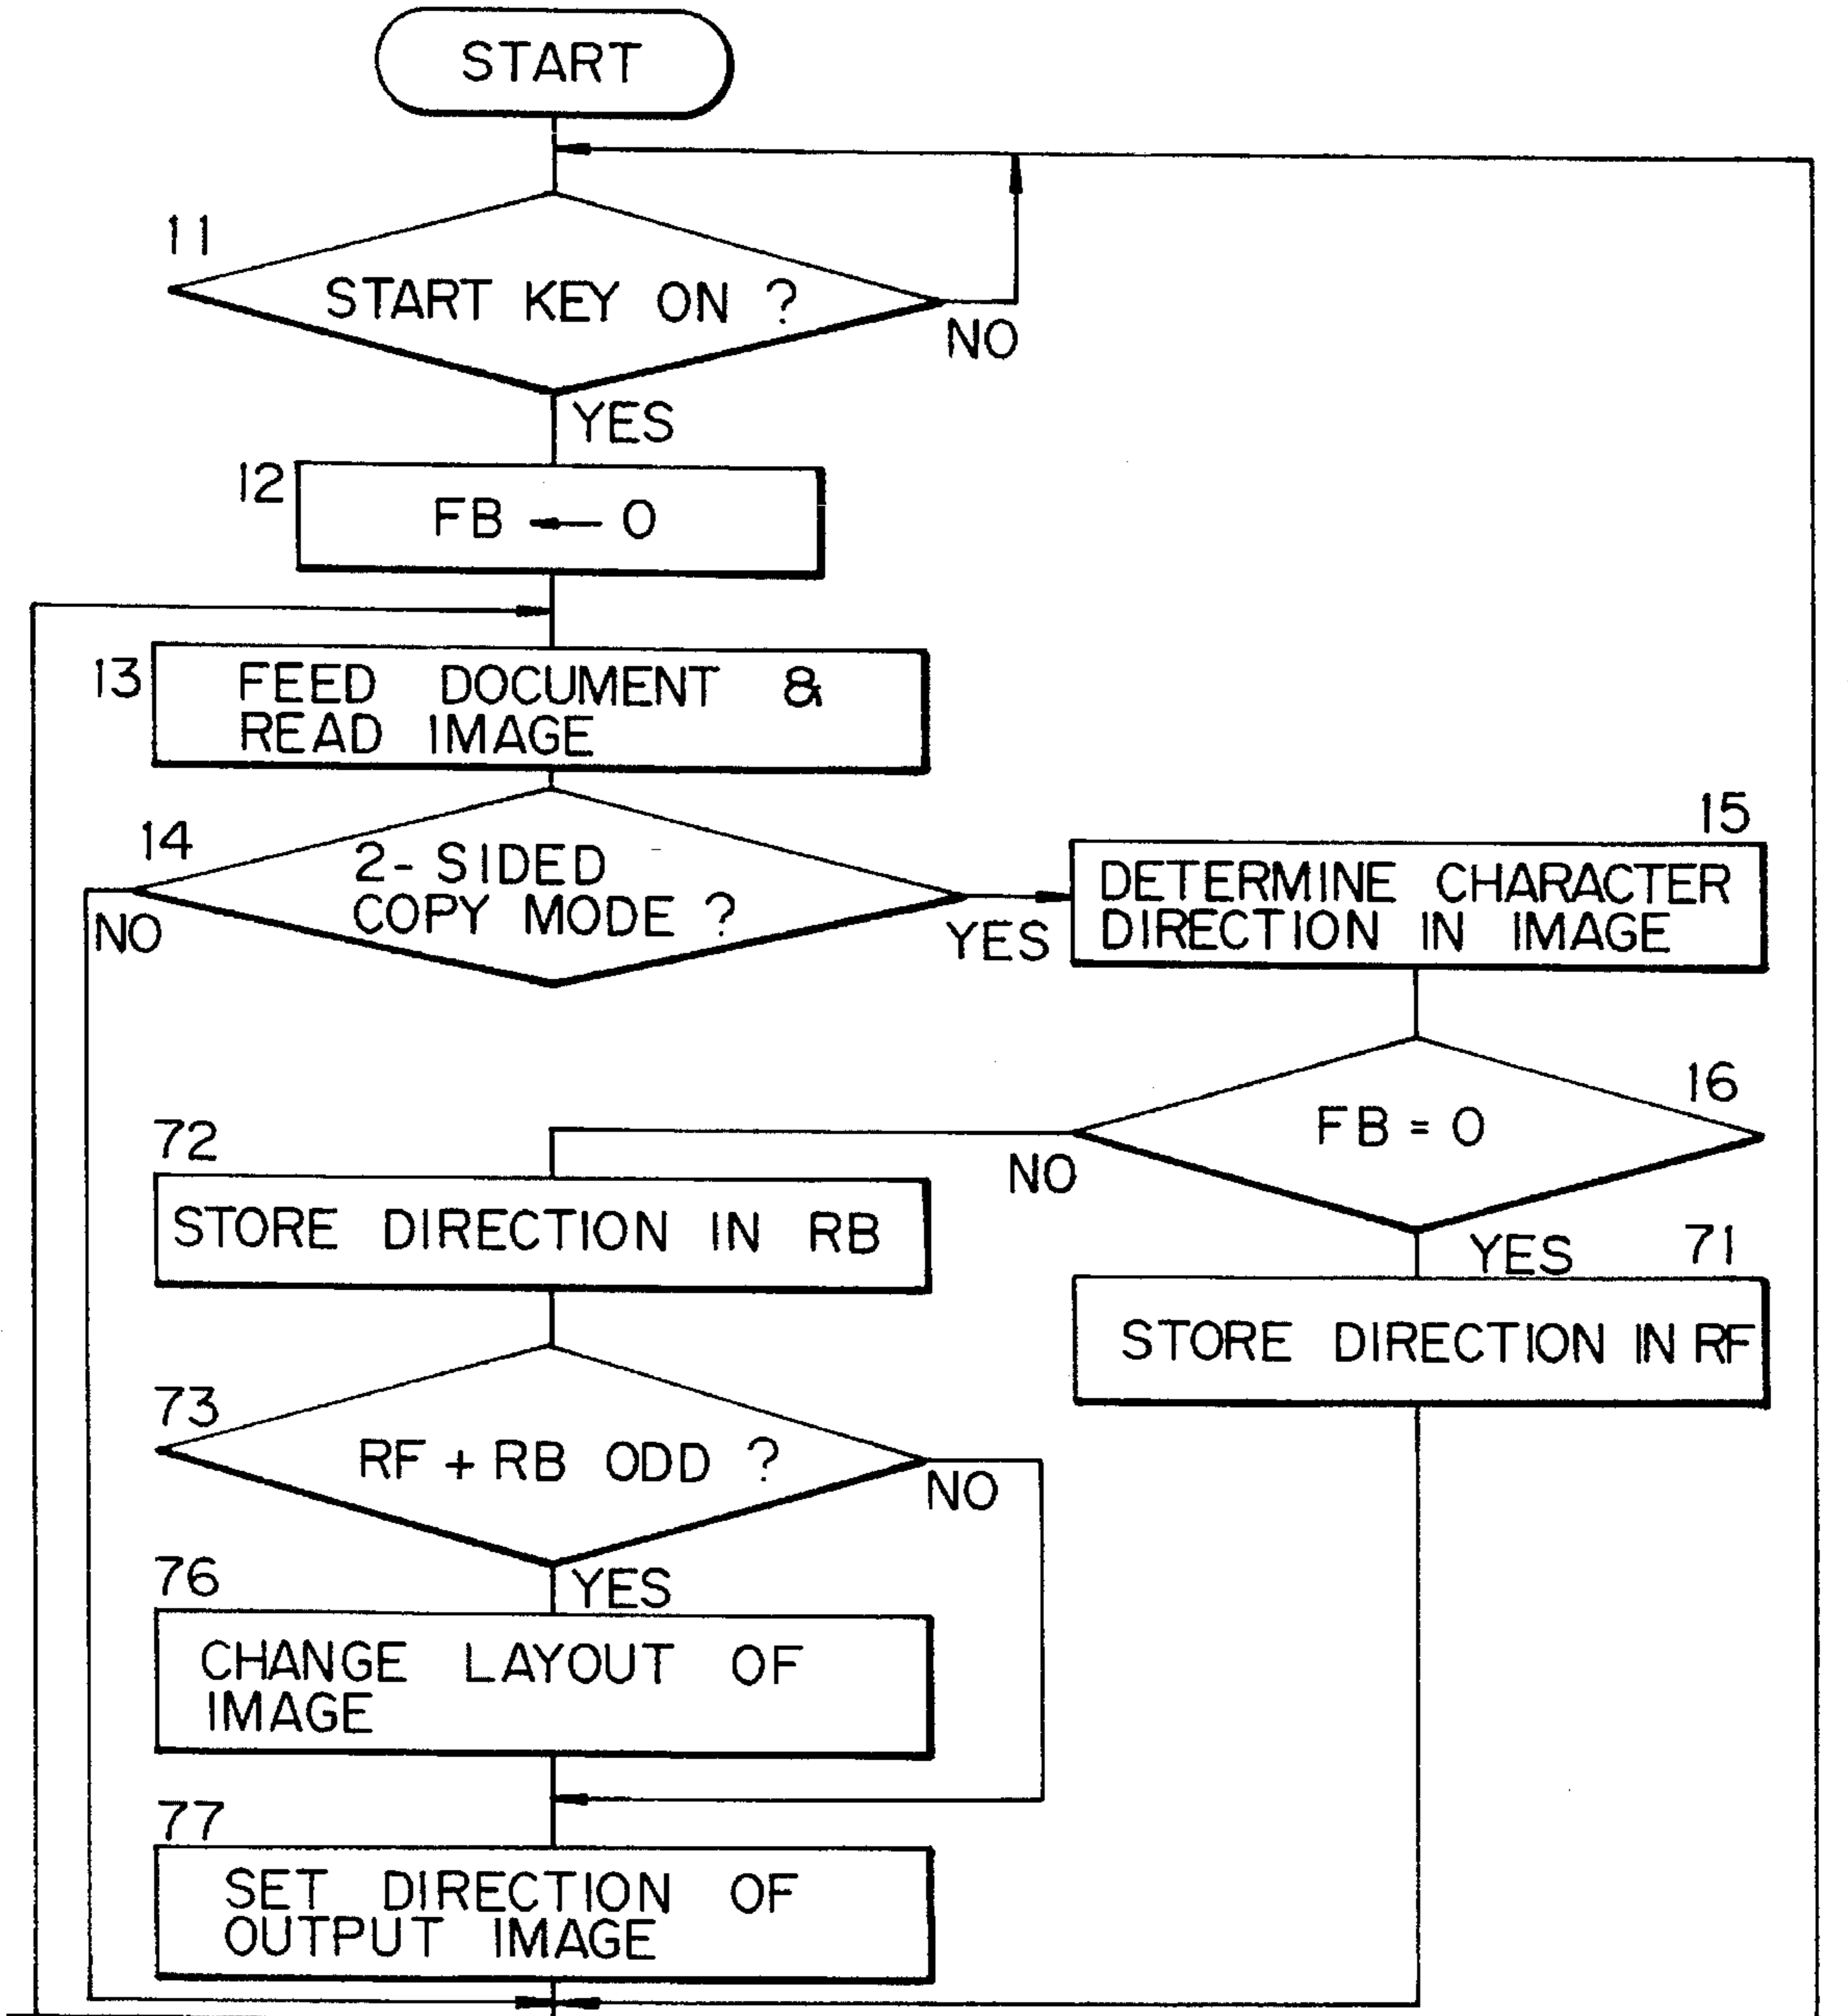 START
11
START KEY ON ?
NO
YES
12
FB ← 0
13
FEED DOCUMENT &
READ IMAGE
14
2-SIDED
COPY MODE ?
NO
YES
15
DETERMINE CHARACTER
DIRECTION IN IMAGE
16
FB = 0
NO
YES
72
STORE DIRECTION IN RB
71
STORE DIRECTION IN RF
73
RF + RB ODD ?
NO
YES
76
CHANGE LAYOUT OF
IMAGE
77
SET DIRECTION OF
OUTPUT IMAGE